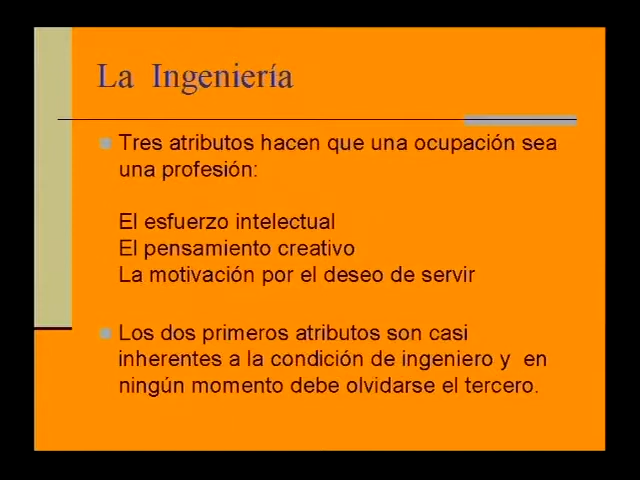 La Ingeniería
Tres atributos hacen que una ocupación sea
una profesión:
El esfuerzo intelectual
El pensamiento creativo
La motivación por el deseo de servir
Los dos primeros atributos son casi
inherentes a la condición de ingeniero y en
ningún momento debe olvidarse el tercero.